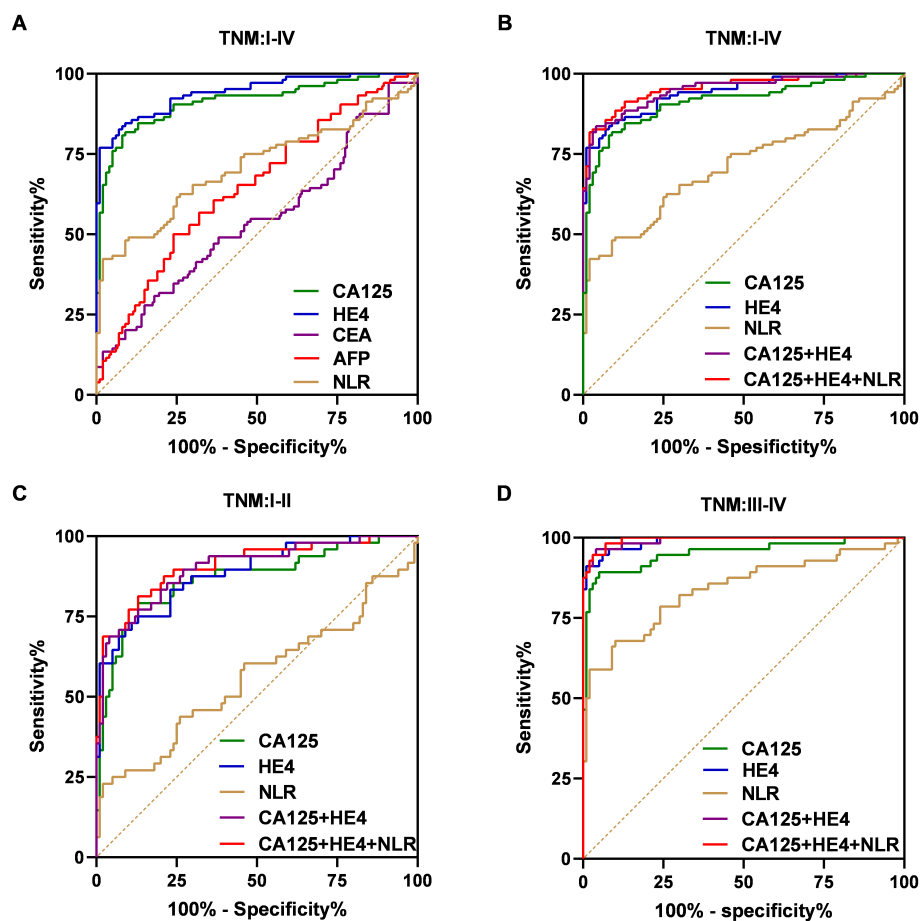 A
TNM:I-IV
Sensitivity%
100
75
50
25
0
CA125
HE4
CEA
AFP
NLR
0 25 50 75 100
100% - Specificity%
B
TNM:I-IV
Sensitivity%
100
75
50
25
0
CA125
HE4
NLR
CA125+HE4
CA125+HE4+NLR
0 25 50 75 100
100% - Spesifictity%
C
TNM:I-II
Sensitivity%
100
75
50
25
0
CA125
HE4
NLR
CA125+HE4
CA125+HE4+NLR
0 25 50 75 100
100% - Specificity%
D
TNM:III-IV
Sensitivity%
100
75
50
25
0
CA125
HE4
NLR
CA125+HE4
CA125+HE4+NLR
0 25 50 75 100
100% - specificity%